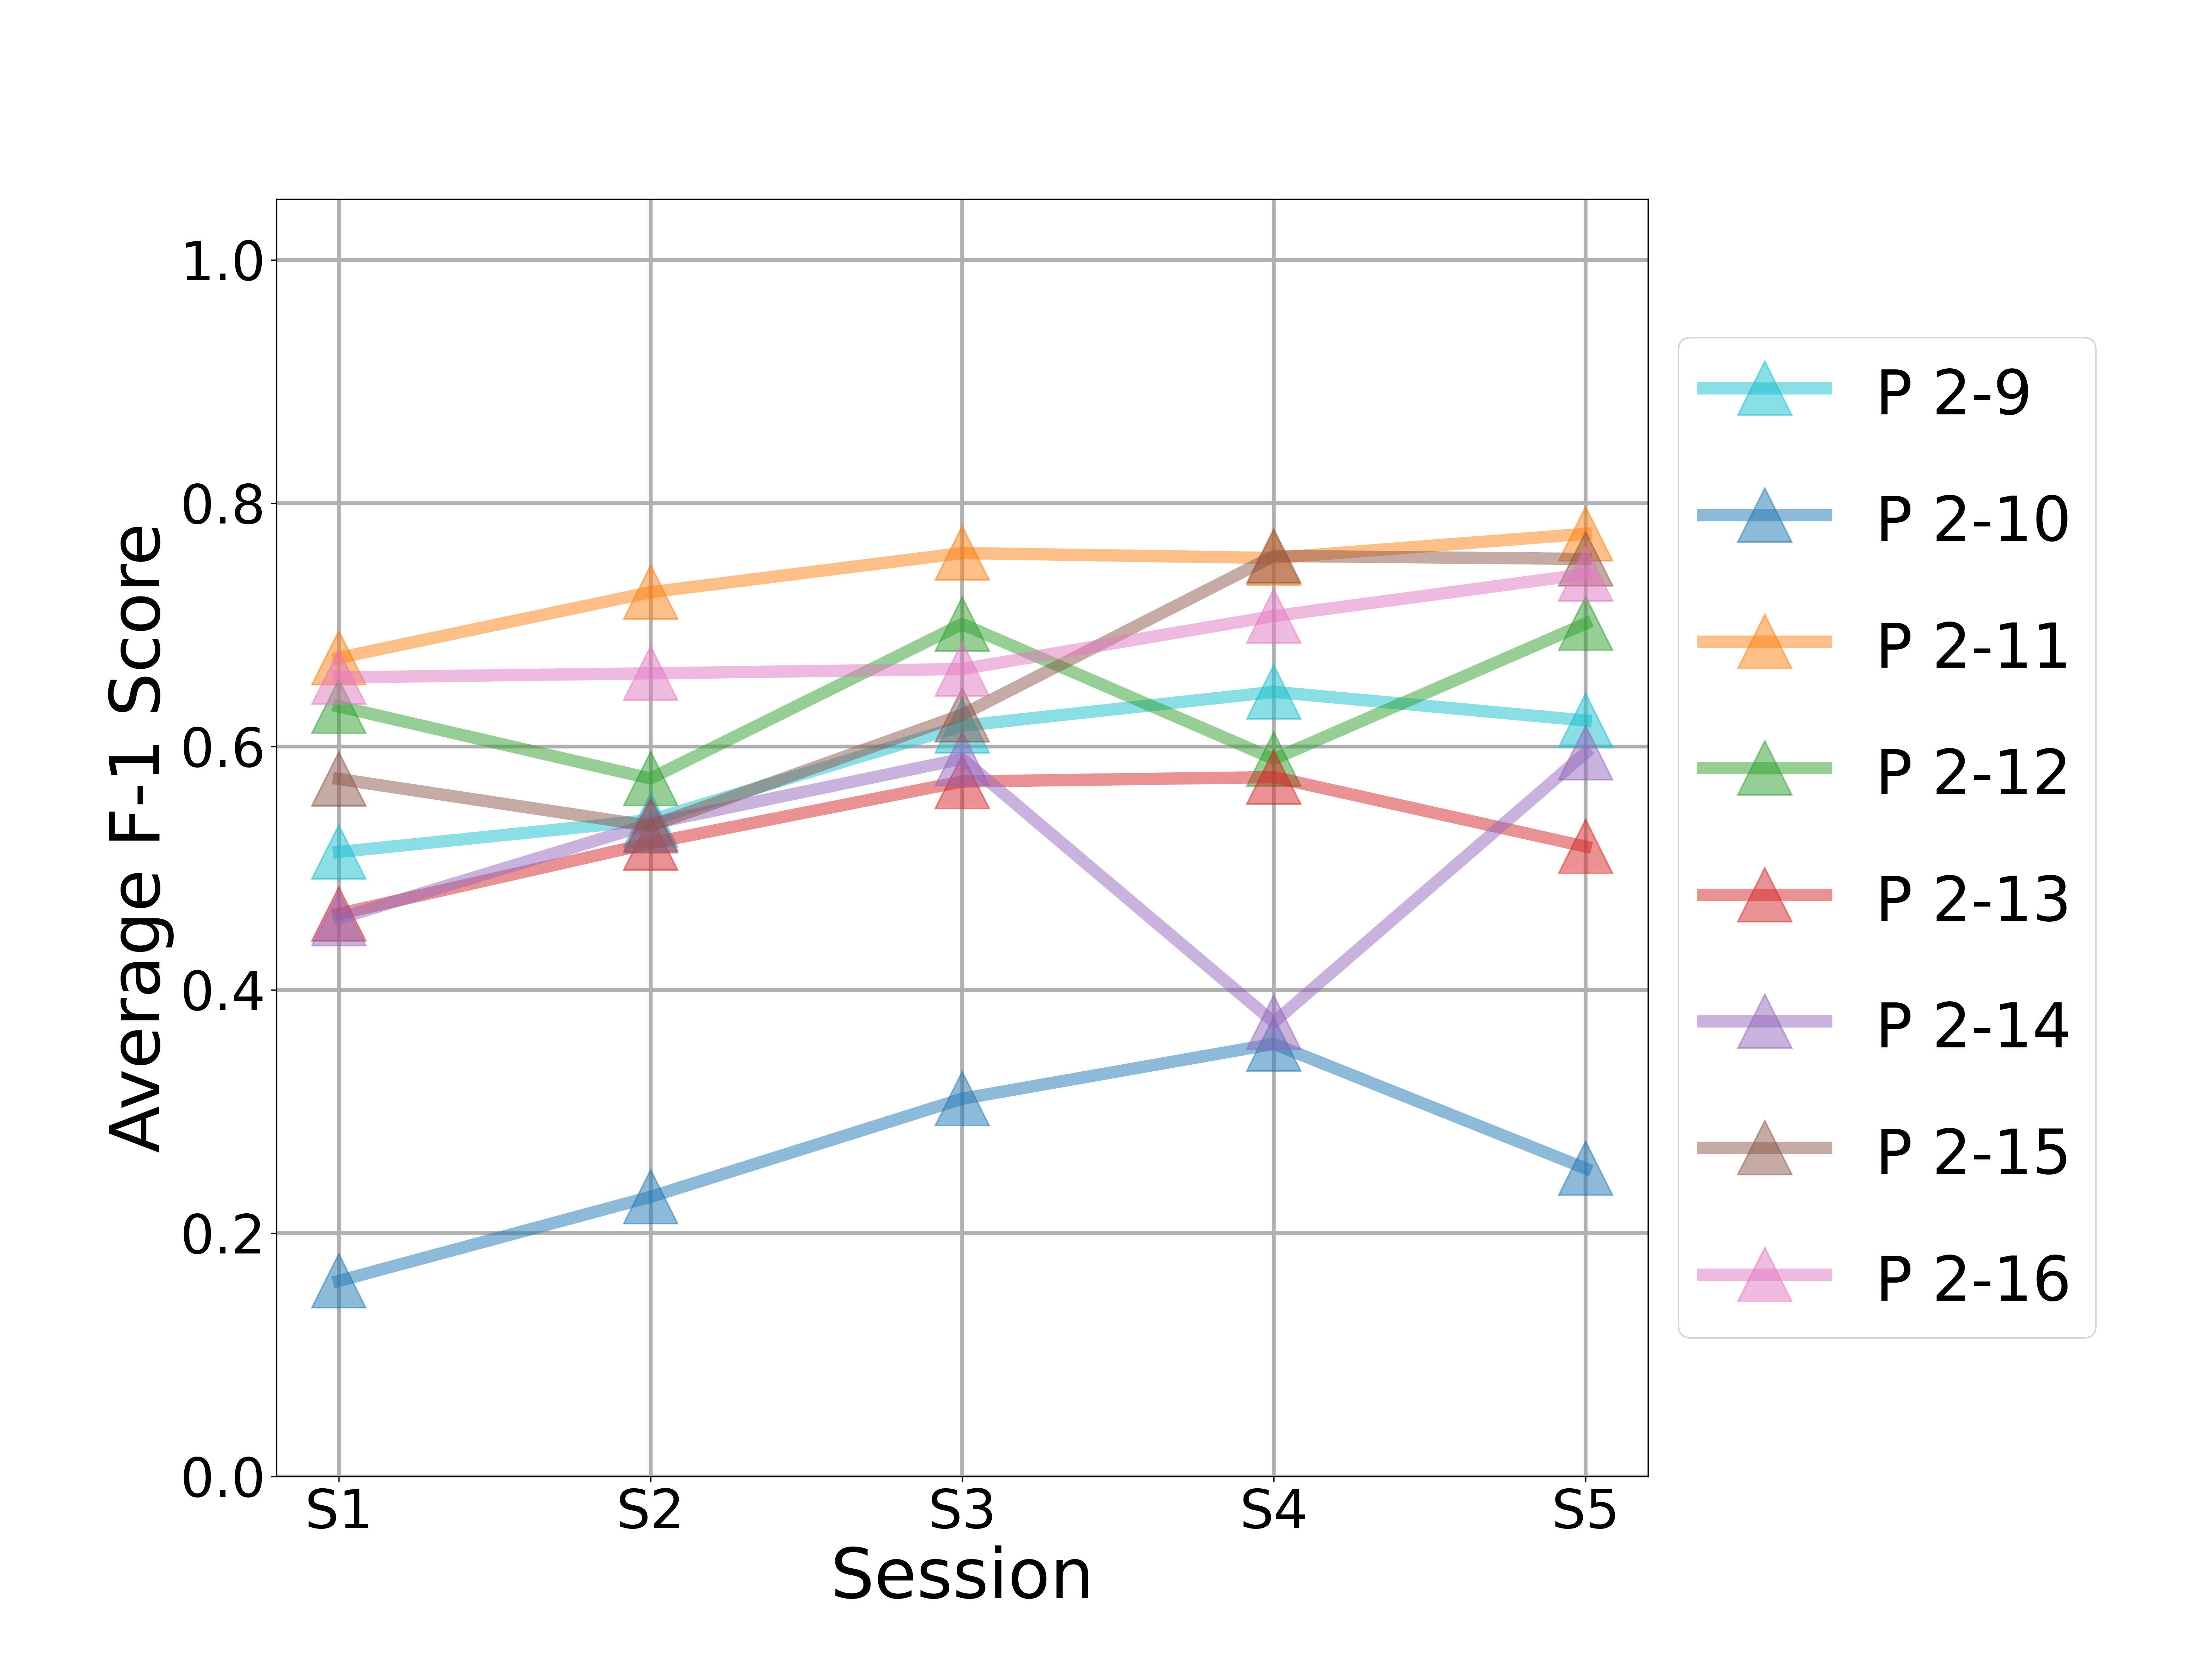 Average F-1 Score
1.0
0.8
0.6
0.4
0.2
0.0
S1 S2 S3 S4 S5
Session
P 2-9
P 2-10
P 2-11
P 2-12
P 2-13
P 2-14
P 2-15
P 2-16